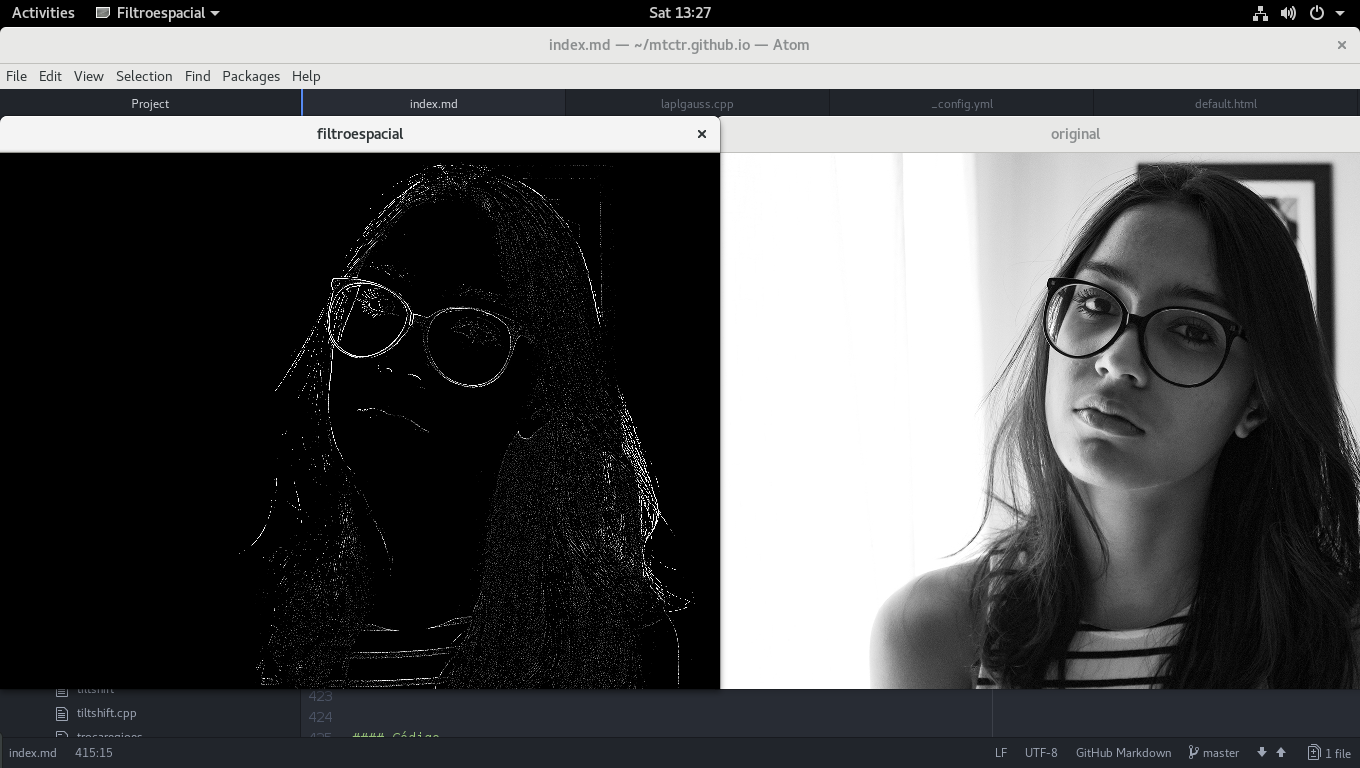 Activities Filtroespacial Sat 13:27
index.md — ~/mtctr.github.io — Atom
File Edit View Selection Find Packages Help
Project index.md laplgauss.cpp _config.yml default.html
filtroespacial original
tiltshift 423
tiltshift.cpp 424
trocaregioes 425 #### Código
index.md 415:15 LF UTF-8 GitHub Markdown master 1 file